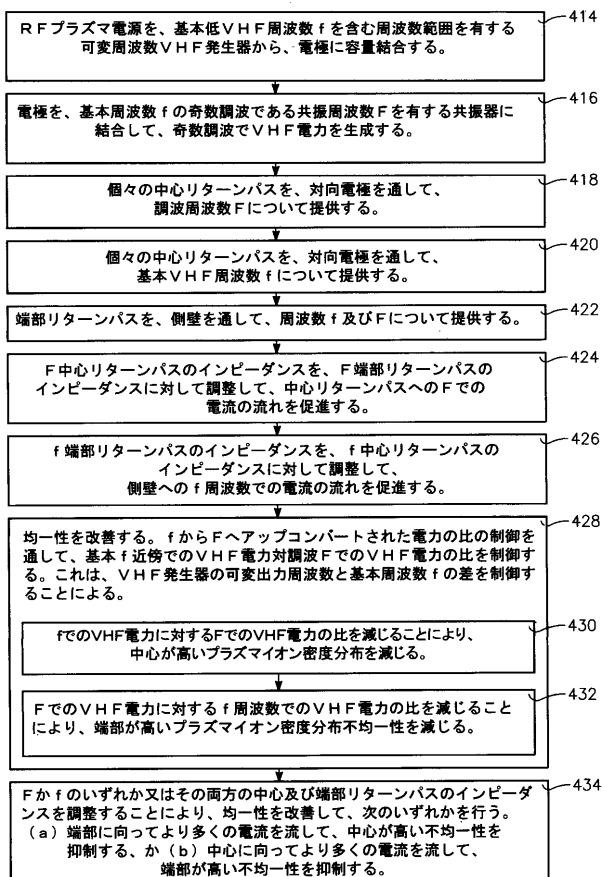 RFプラズマ電源を、基本低VHF周波数fを含む周波数範囲を有する
可変周波数VHF発生器から、電極に容量結合する。
414
電極を、基本周波数fの奇数調波である共振周波数Fを有する共振器に
結合して、奇数調波でVHF電力を生成する。
416
個々の中心リターンパスを、対向電極を通して、
調波周波数Fについて提供する。
418
個々の中心リターンパスを、対向電極を通して、
基本VHF周波数fについて提供する。
420
端部リターンパスを、側壁を通して、周波数f及びFについて提供する。
422
F中心リターンパスのインピーダンスを、F端部リターンパスの
インピーダンスに対して調整して、中心リターンパスへのFでの
電流の流れを促進する。
424
f端部リターンパスのインピーダンスを、f中心リターンパスの
インピーダンスに対して調整して、
側壁へのf周波数での電流の流れを促進する。
426
均一性を改善する。fからFへアップコンバートされた電力の比の制御を
通して、基本f近傍でのVHF電力対調波FでのVHF電力の比を制御す
る。これは、VHF発生器の可変出力周波数と基本周波数fの差を制御す
ることによる。
428
fでのVHF電力に対するFでのVHF電力の比を減じることにより、
中心が高いプラズマイオン密度分布を減じる。
430
FでのVHF電力に対するf周波数でのVHF電力の比を減じること
により、端部が高いプラズマイオン密度分布不均一性を減じる。
432
Fかfのいずれか又はその両方の中心及び端部リターンパスのインピーダ
ンスを調整することにより、均一性を改善して、次のいずれかを行う。
(a)端部に向ってより多くの電流を流して、中心が高い不均一性を
抑制する、か(b)中心に向ってより多くの電流を流して、
端部が高い不均一性を抑制する。
434